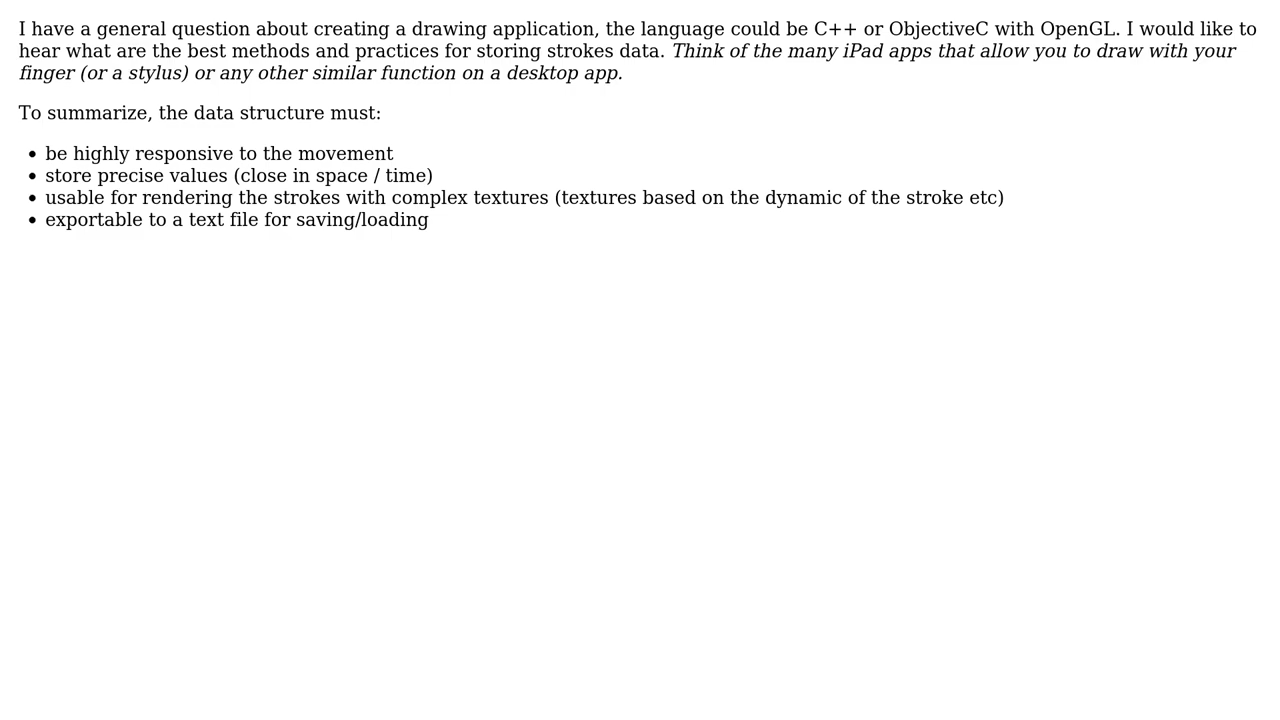 I have a general question about creating a drawing application, the language could be C++ or ObjectiveC with OpenGL. I would like to
hear what are the best methods and practices for storing strokes data. Think of the many iPad apps that allow you to draw with your
finger (or a stylus) or any other similar function on a desktop app.
To summarize, the data structure must:
• be highly responsive to the movement
• store precise values (close in space / time)
• usable for rendering the strokes with complex textures (textures based on the dynamic of the stroke etc)
• exportable to a text file for saving/loading